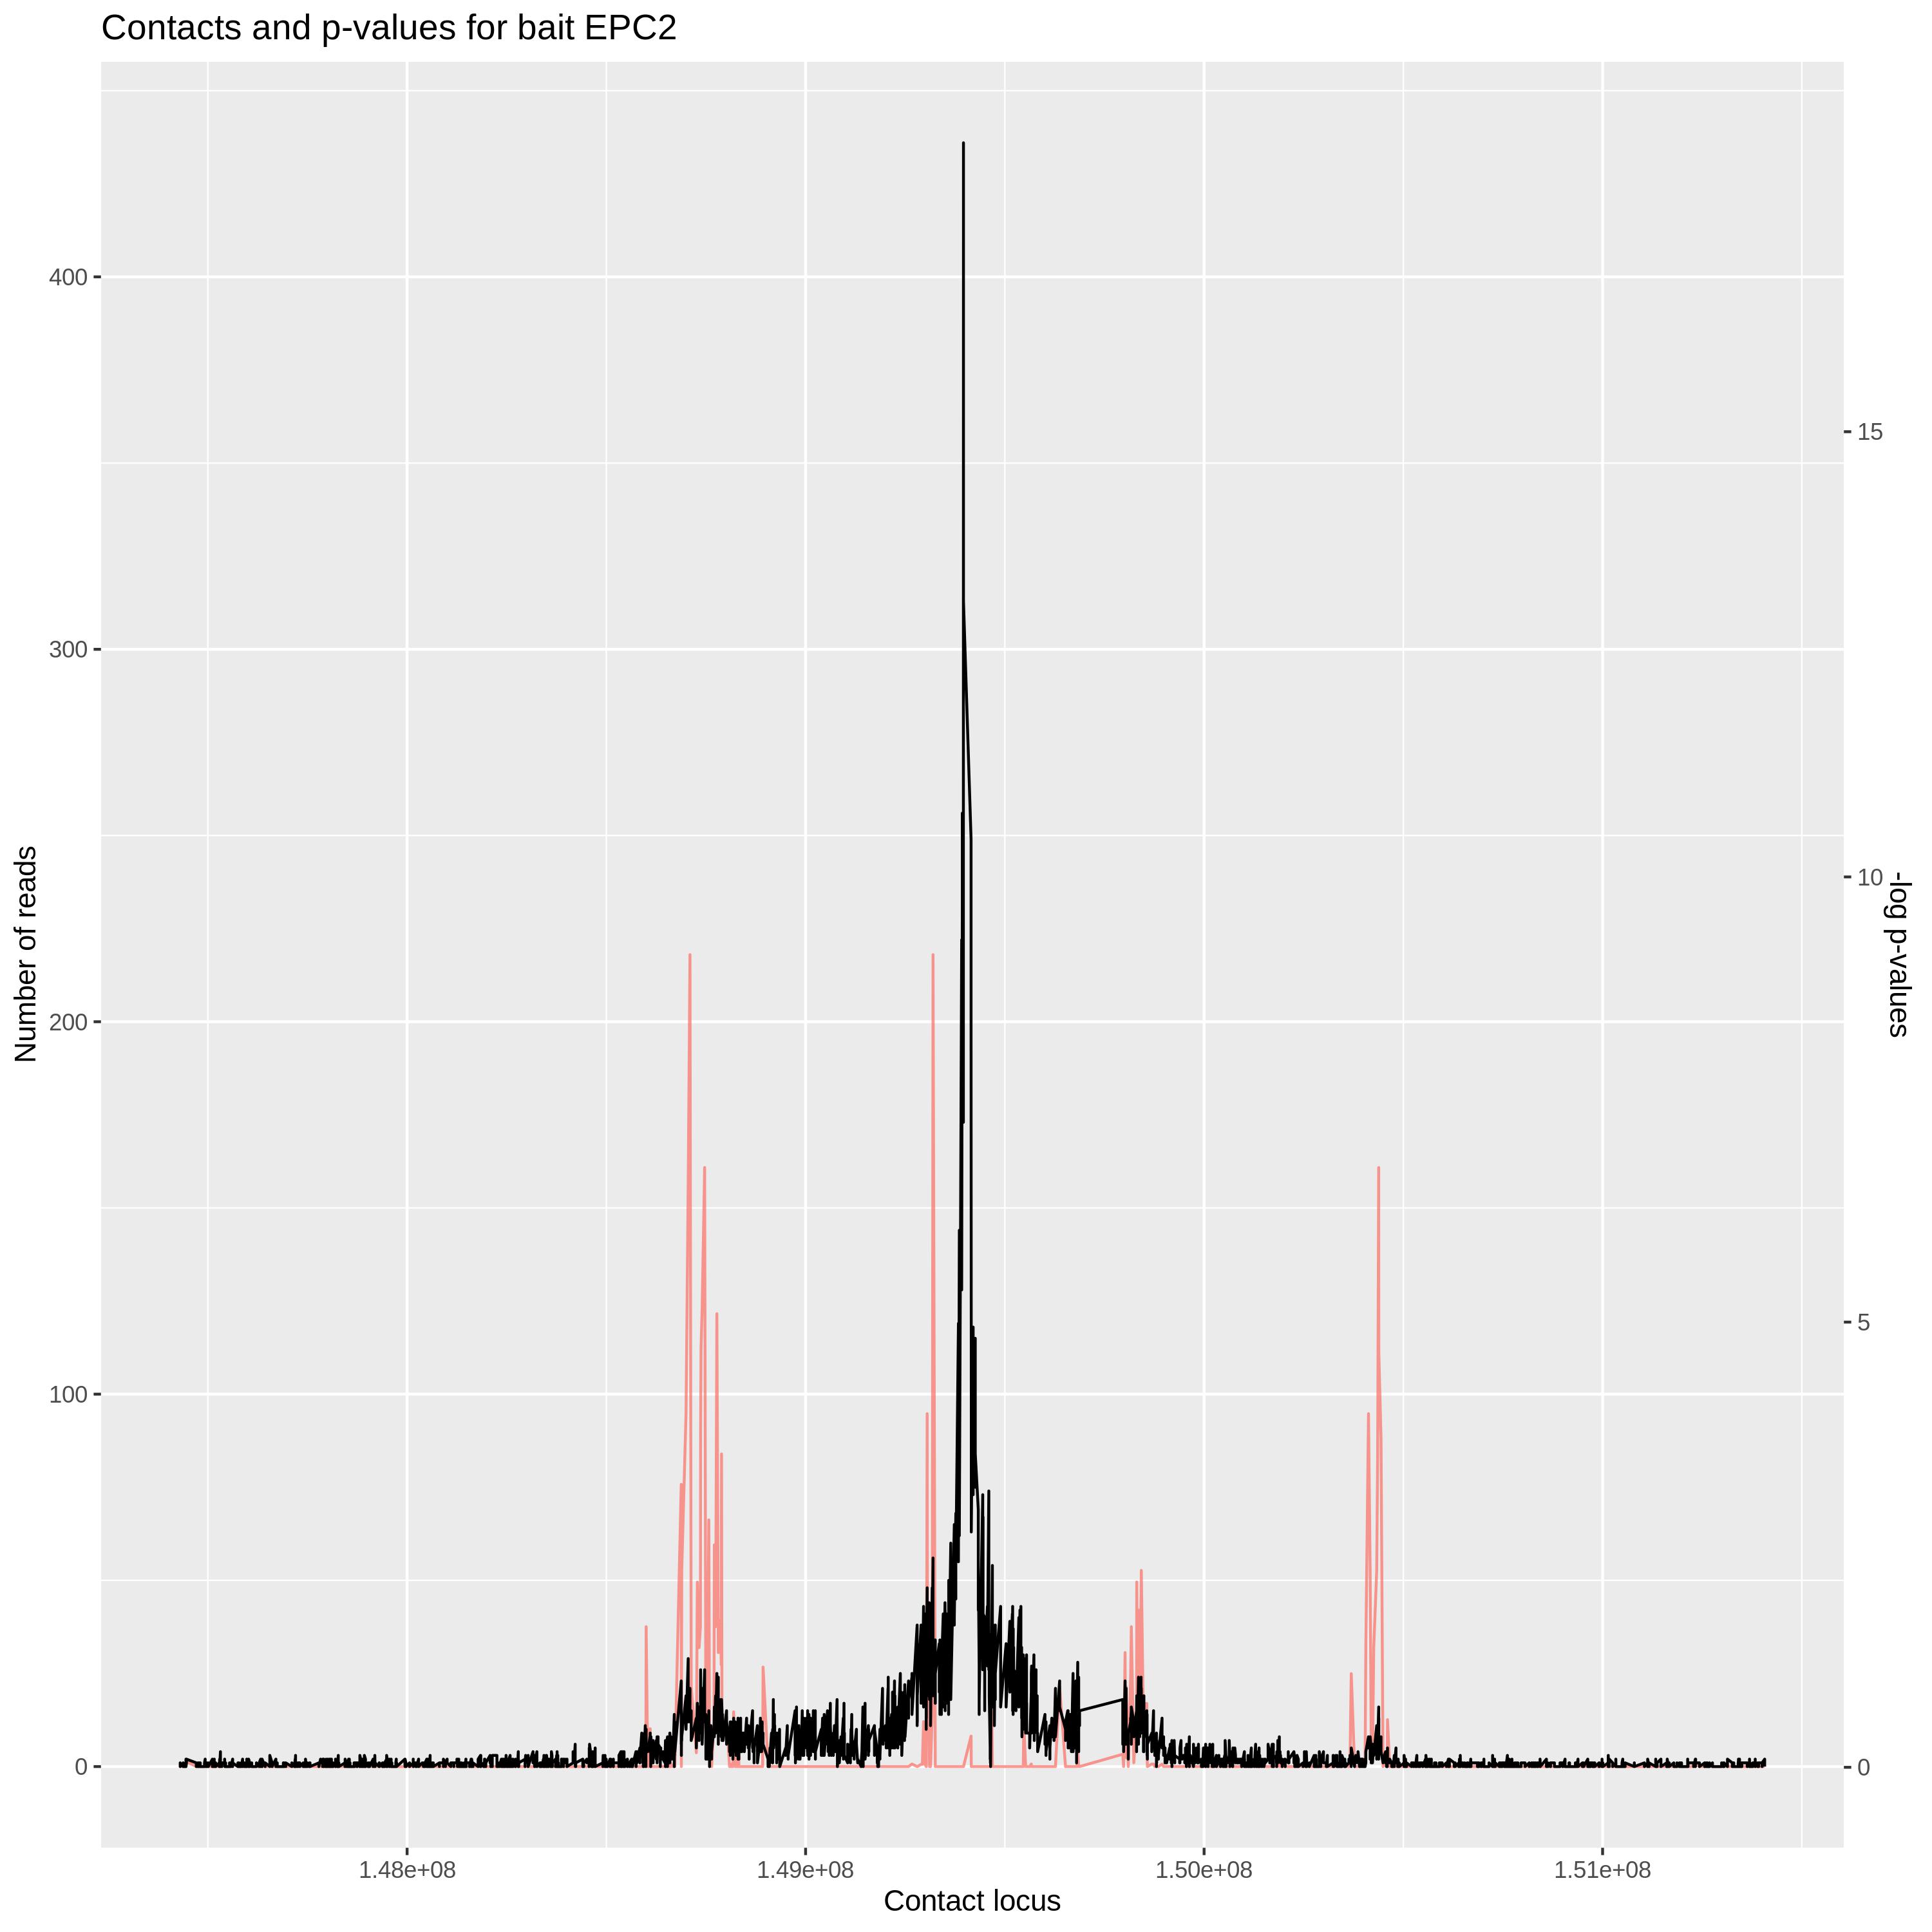 Contacts and p-values for bait EPC2
Number of reads
400
300
200
100
0
15
10
5
0
-log p-values
1.48e+08
1.49e+08
1.50e+08
1.51e+08
Contact locus